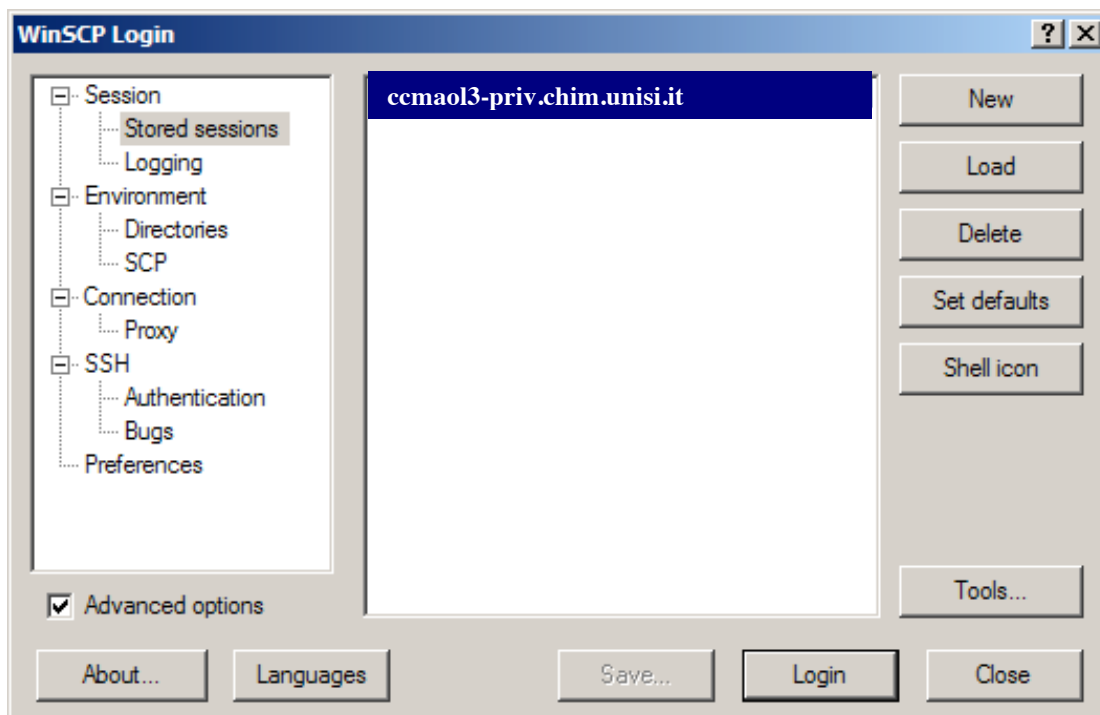 WinSCP Login
Session
Stored sessions
Logging
Environment
Directories
SCP
Connection
Proxy
SSH
Authentication
Bugs
Preferences
Advanced options
ccmaol3-priv.chim.unisi.it
New
Load
Delete
Set defaults
Shell icon
Tools...
About...
Languages
Save...
Login
Close